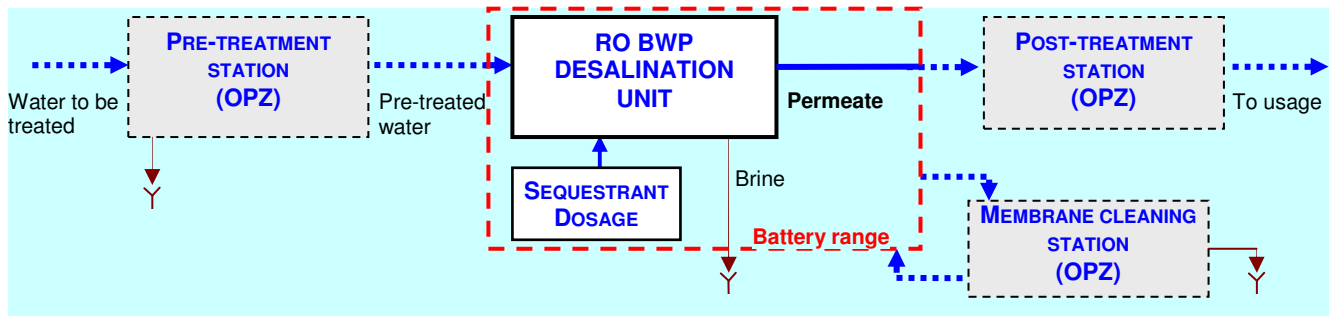 PRE-TREATMENT
STATION
(OPZ)
RO BWP
DESALINATION
UNIT
POST-TREATMENT
STATION
(OPZ)
Water to be
treated
Pre-treated
water
Permeate
To usage
SEQUESTRANT
DOSAGE
Brine
Battery range
MEMBRANE CLEANING
STATION
(OPZ)